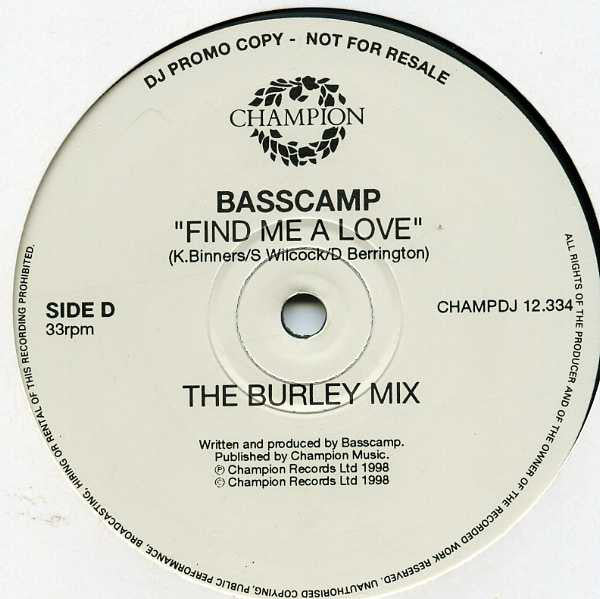 DJ PROMO COPY - NOT FOR RESALE
CHAMPION
BASSCAMP
"FIND ME A LOVE"
(K.Binners/S Wilcock/D Berrington)
SIDE D
33rpm
CHAMPDJ 12.334
THE BURLEY MIX
Written and produced by Basscamp.
Published by Champion Music.
℗ Champion Records Ltd 1998
© Champion Records Ltd 1998
ALL RIGHTS OF THE PRODUCER AND OF THE OWNER OF THE RECORDED WORK RESERVED. UNAUTHORISED COPYING, PUBLIC PERFORMANCE, BROADCASTING, HIRING OR RENTAL OF THIS RECORDING PROHIBITED.